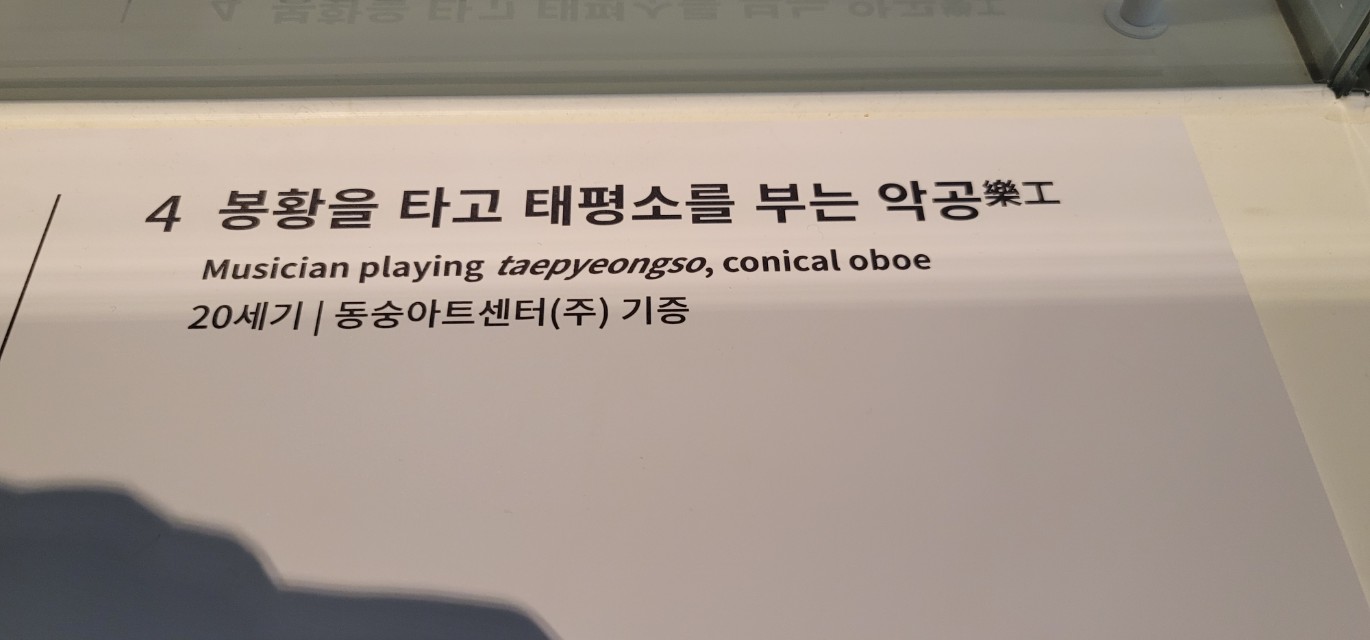 4 봉황을 타고 태평소를 부는 악공樂工
Musician playing taepyeongso, conical oboe
20세기 | 동숭아트센터(주) 기증